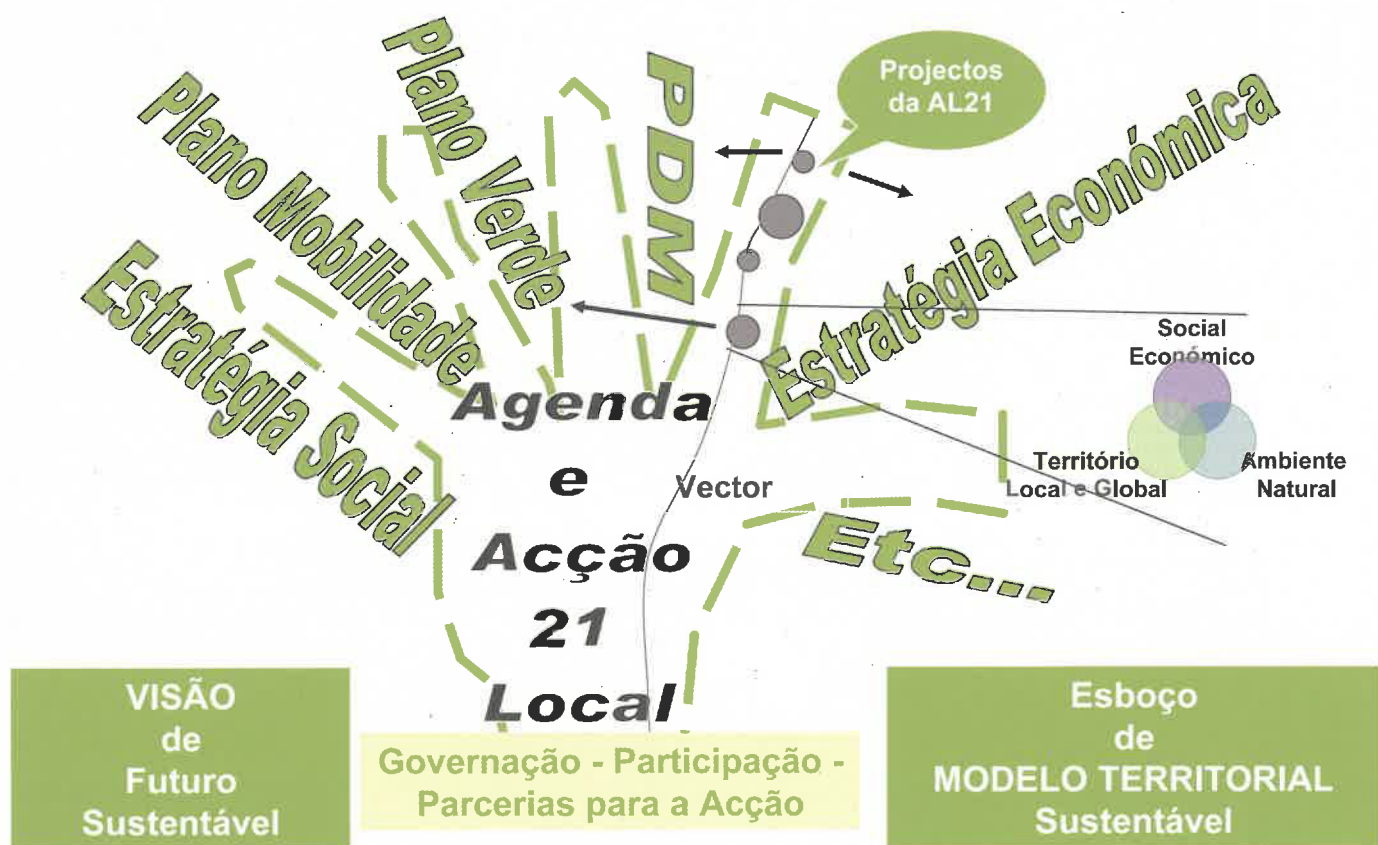 Plano Verde
PDM
Projectos
da AL21
Plano Mobilidade
Estratégia Económica
Estratégia Social
Social
Económico
Território
Local e Global
Ambiente
Natural
Agenda
e
Acção
21
Local
Vector
Etc...
VISÃO
de
Futuro
Sustentável
Governação - Participação -
Parcerias para a Acção
Esboço
de
MODELO TERRITORIAL
Sustentável